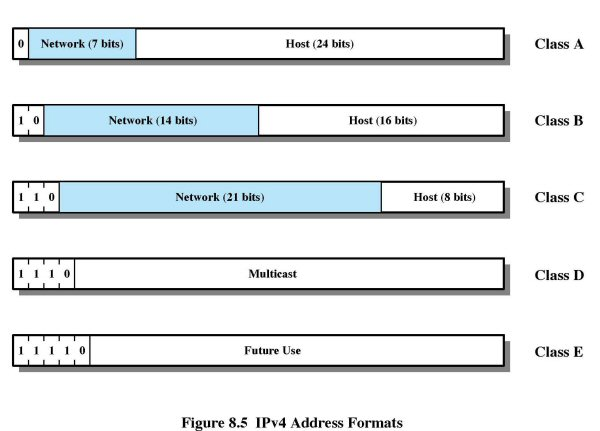 0 Network (7 bits) Host (24 bits) Class A
1 0 Network (14 bits) Host (16 bits) Class B
1 1 0 Network (21 bits) Host (8 bits) Class C
1 1 1 0 Multicast Class D
1 1 1 1 0 Future Use Class E
Figure 8.5 IPv4 Address Formats